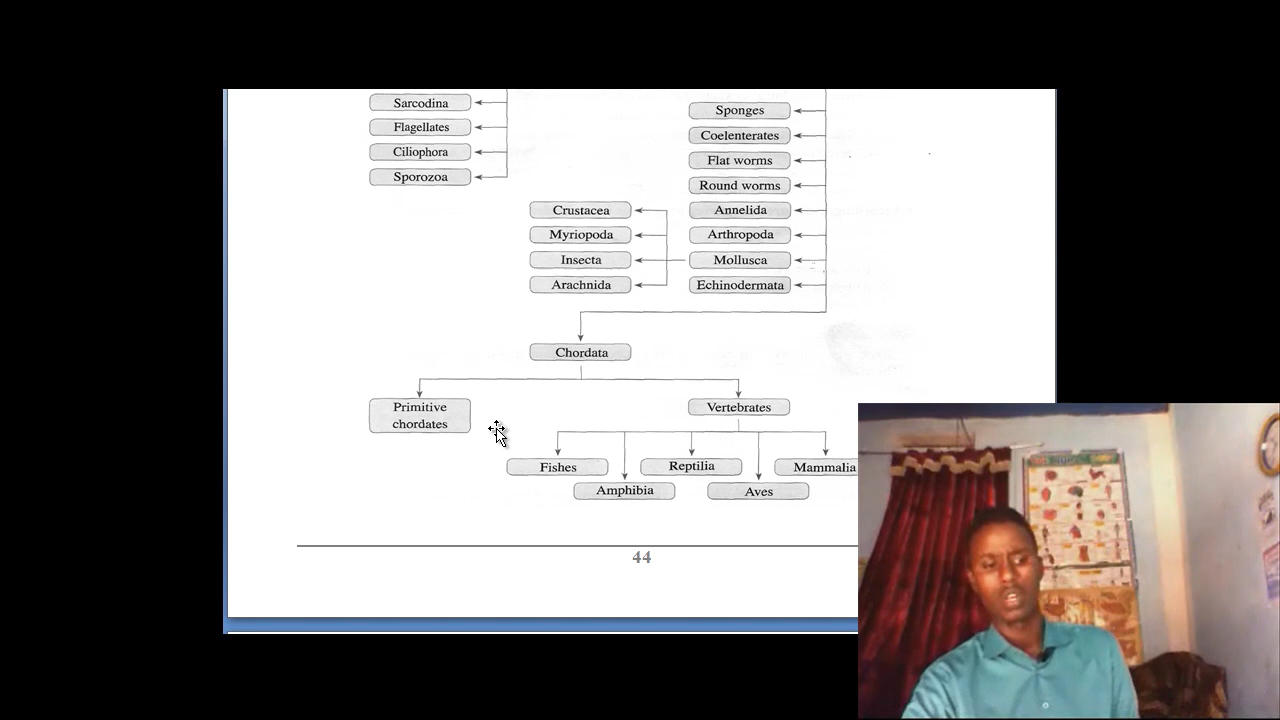 Sarcodina
Flagellates
Ciliophora
Sporozoa
Sponges
Coelenterates
Flat worms
Round worms
Annelida
Arthropoda
Mollusca
Echinodermata
Crustacea
Myriopoda
Insecta
Arachnida
Chordata
Primitive
chordates
Vertebrates
Fishes
Amphibia
Reptilia
Aves
Mammalia
44